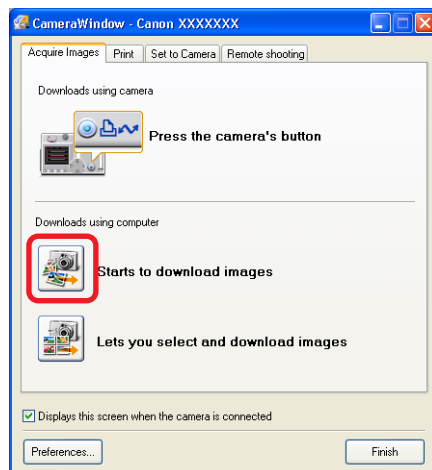 CameraWindow - Canon XXXXXXX
Acquire Images Print Set to Camera Remote shooting
Downloads using camera
Press the camera's button
Downloads using computer
Starts to download images
Lets you select and download images
Displays this screen when the camera is connected
Preferences... Finish